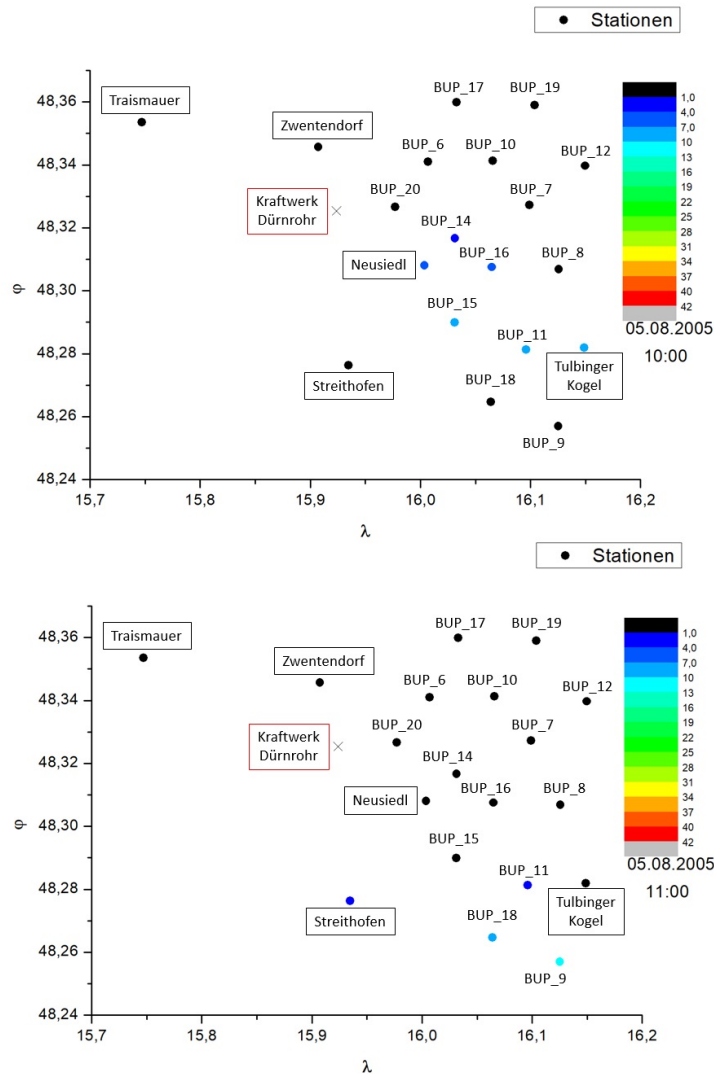 Stationen
48,36
48,34
48,32
48,30
48,28
48,26
48,24
φ
Traismauer
Zwentendorf
Kraftwerk
Dürnrohr
BUP_17
BUP_19
BUP_6
BUP_10
BUP_12
BUP_20
BUP_7
BUP_14
Neusiedl
BUP_16
BUP_8
BUP_15
BUP_11
Streithofen
BUP_18
Tulbinger
Kogel
BUP_9
1,0
4,0
7,0
10
13
16
19
22
25
28
31
34
37
40
42
05.08.2005
10:00
15,7
15,8
15,9
16,0
16,1
16,2
λ
Stationen
48,36
48,34
48,32
48,30
48,28
48,26
48,24
φ
Traismauer
Zwentendorf
Kraftwerk
Dürnrohr
BUP_17
BUP_19
BUP_6
BUP_10
BUP_12
BUP_20
BUP_7
BUP_14
Neusiedl
BUP_16
BUP_8
BUP_15
BUP_11
Streithofen
BUP_18
Tulbinger
Kogel
BUP_9
1,0
4,0
7,0
10
13
16
19
22
25
28
31
34
37
40
42
05.08.2005
11:00
15,7
15,8
15,9
16,0
16,1
16,2
λ